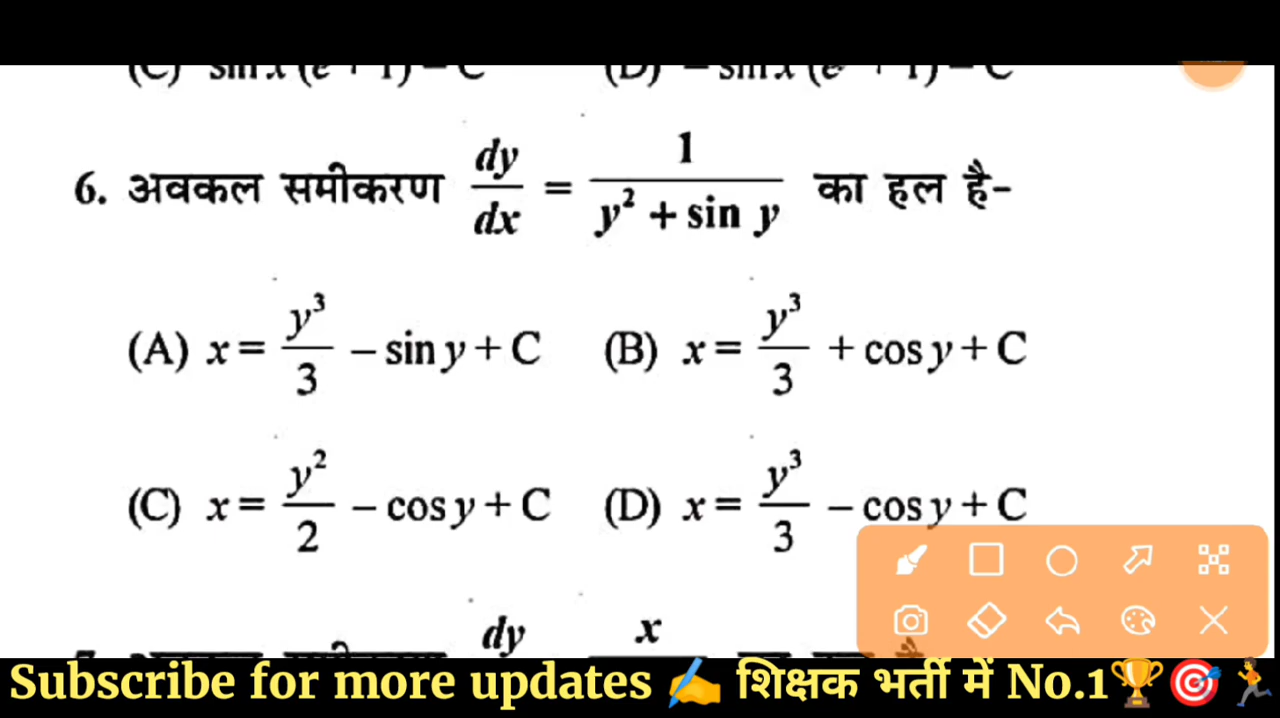 6. अवकल समीकरण dy/dx = 1/(y² + sin y) का हल है-
(A) x = y³/3 – sin y + C (B) x = y³/3 + cos y + C
(C) x = y²/2 – cos y + C (D) x = y³/3 – cos y + C
dy x
Subscribe for more updates ✍️ शिक्षक भर्ती में No.1🏆🎯🏃